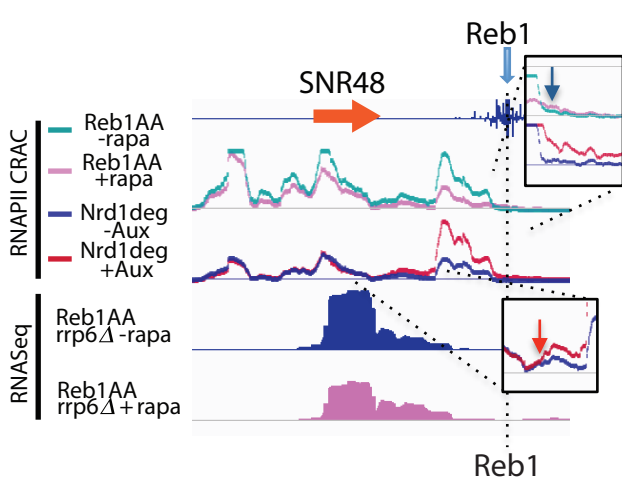 Reb1
SNR48
RNAPII CRAC
Reb1AA
-rapa
Reb1AA
+rapa
Nrd1deg
-Aux
Nrd1deg
+Aux
RNASeq
Reb1AA
rrp6Δ -rapa
Reb1AA
rrp6Δ + rapa
Reb1